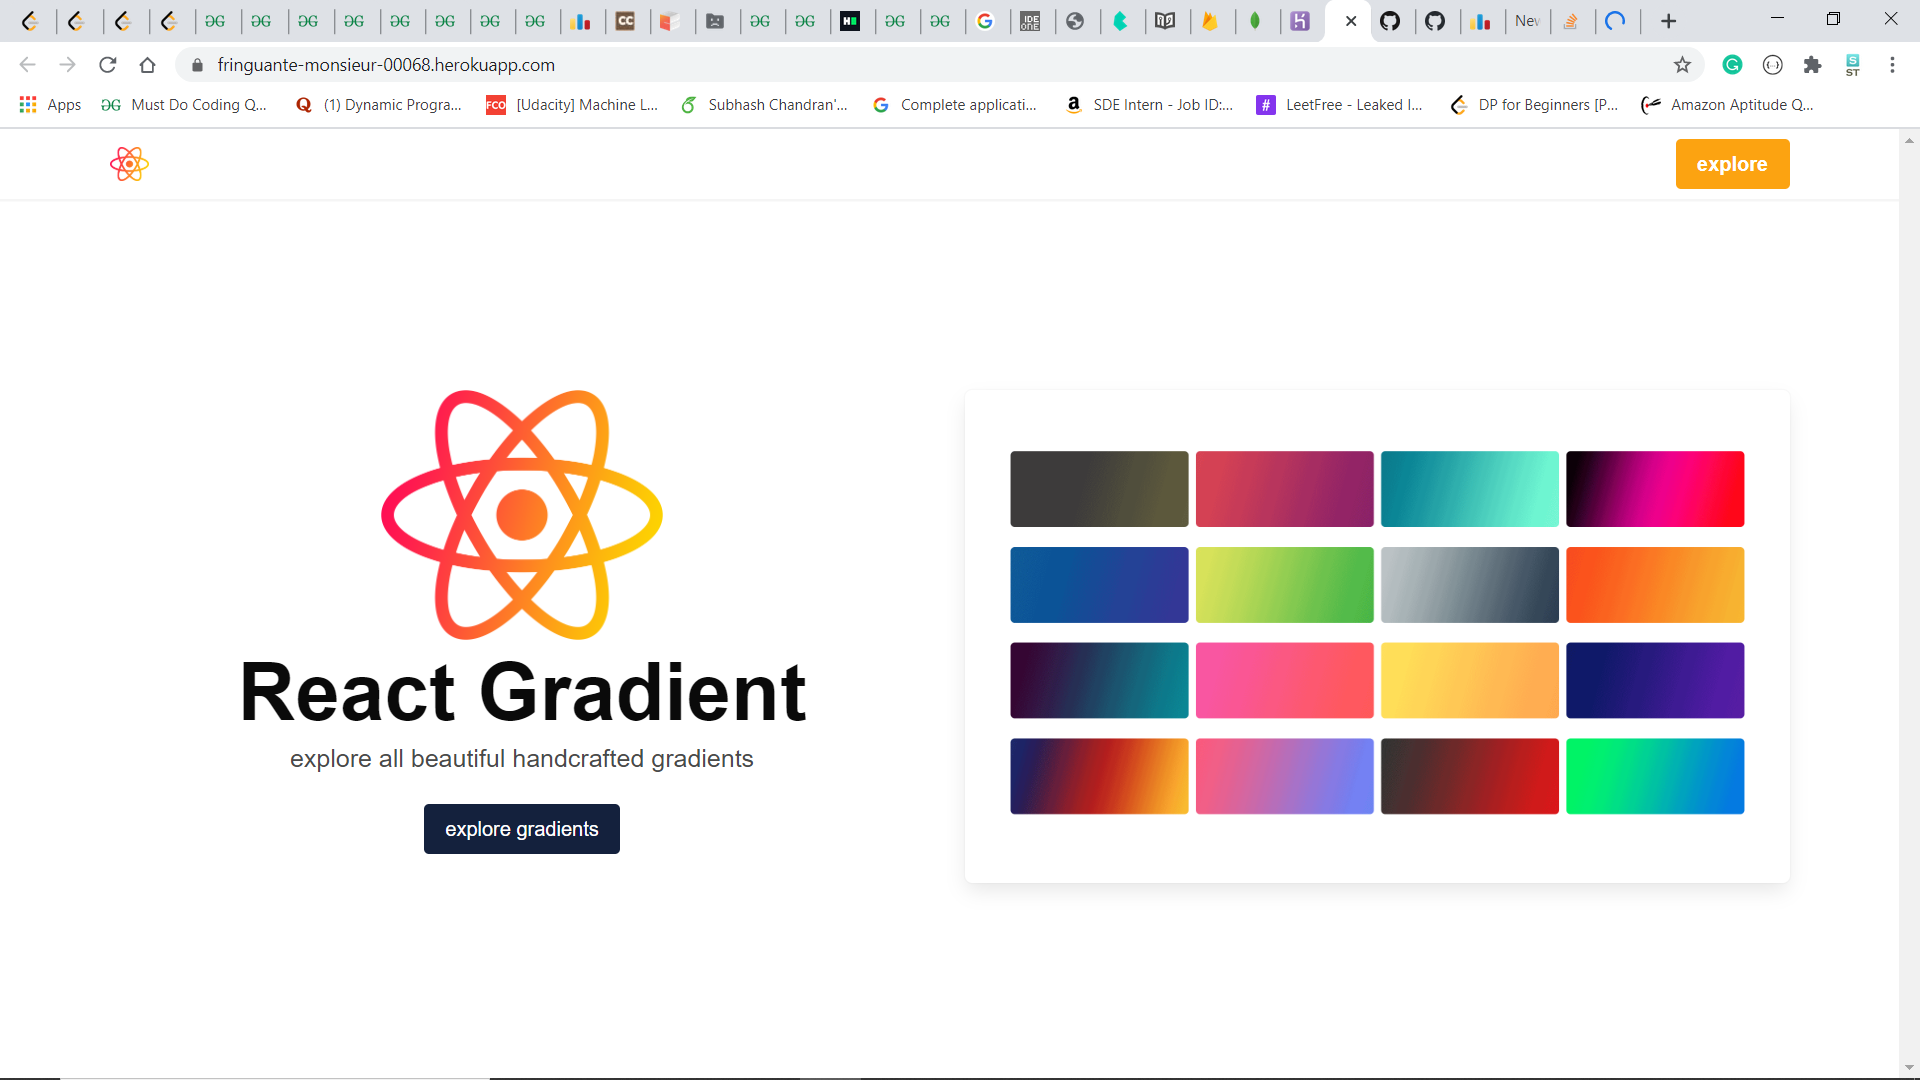 New
fringuante-monsieur-00068.herokuapp.com
Apps
Must Do Coding Q...
(1) Dynamic Progra...
FCO
[Udacity] Machine L...
Subhash Chandran'...
Complete applicati...
SDE Intern - Job ID:...
LeetFree - Leaked I...
DP for Beginners [P...
Amazon Aptitude Q...
explore
React Gradient
explore all beautiful handcrafted gradients
explore gradients